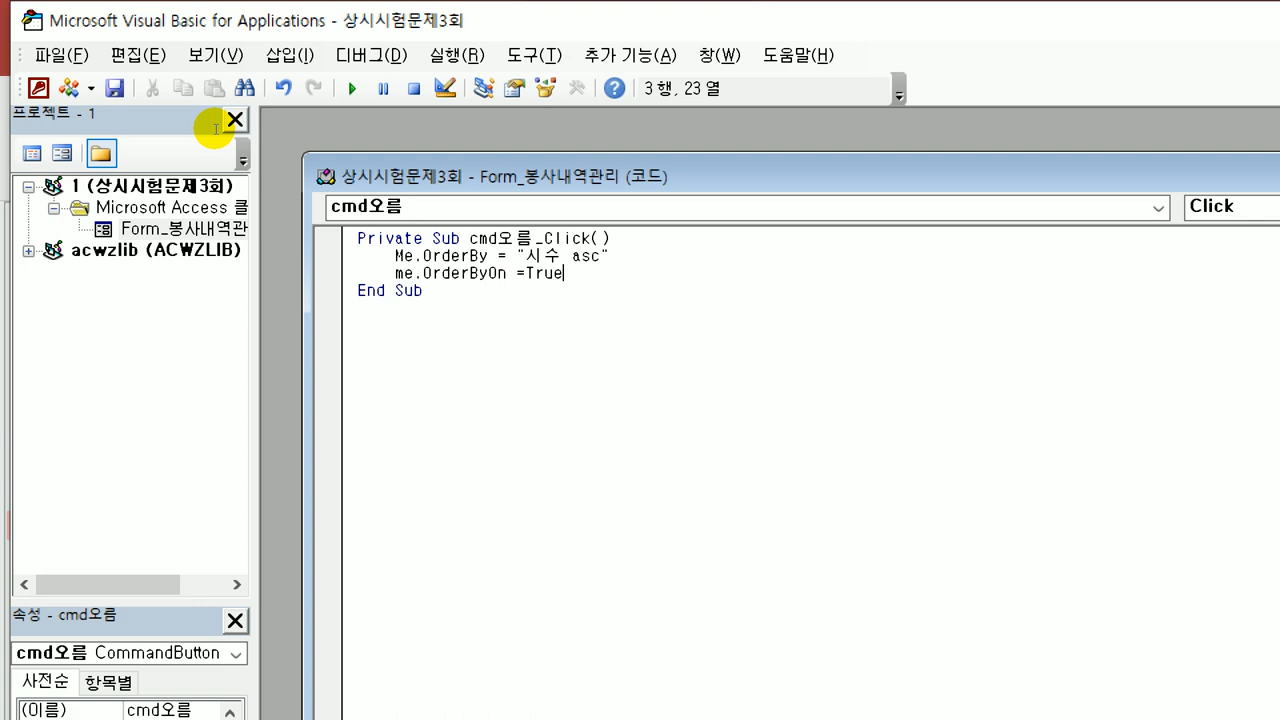 Microsoft Visual Basic for Applications - 상시시험문제3회
파일(F) 편집(E) 보기(V) 삽입(I) 디버그(D) 실행(R) 도구(T) 추가 기능(A) 창(W) 도움말(H)
3 행, 23 열
프로젝트 - 1
1 (상시시험문제3회)
Microsoft Access 클
Form_봉사내역관
acwzlib (ACWZLIB)
상시시험문제3회 - Form_봉사내역관리 (코드)
cmd오름 Click
Private Sub cmd오름_Click()
Me.OrderBy = "시수 asc"
me.OrderByOn =True
End Sub
속성 - cmd오름
cmd오름 CommandButton
사전순 항목별
(이름) cmd오름